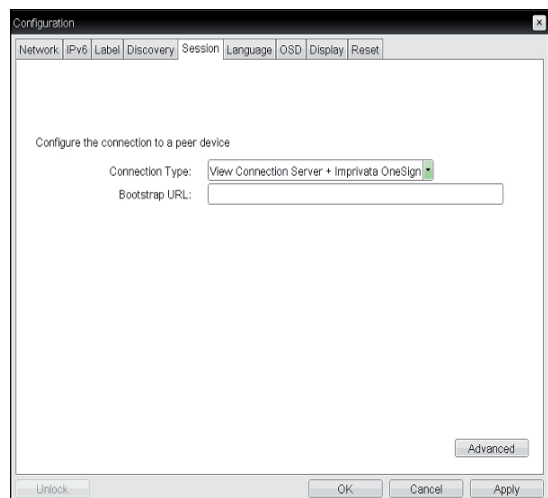 Configuration
Network IPv6 Label Discovery Session Language OSD Display Reset
Configure the connection to a peer device
Connection Type: View Connection Server + Imprivata OneSign
Bootstrap URL:
Advanced
Unlock OK Cancel Apply